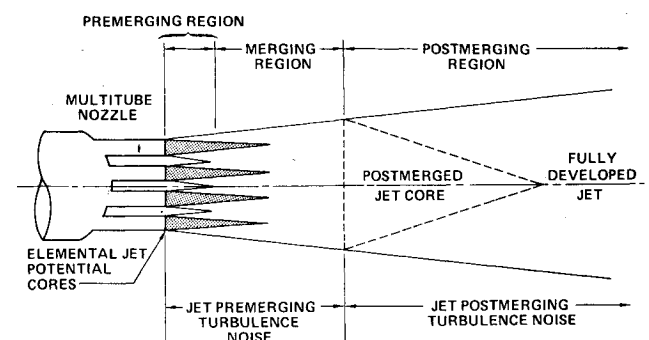 PREMERGING REGION
MERGING
REGION
POSTMERGING
REGION
MULTITUBE
NOZZLE
POSTMERGED
JET CORE
FULLY
DEVELOPED
JET
ELEMENTAL JET
POTENTIAL
CORES
JET PREMERGING
TURBULENCE
NOISE
JET POSTMERGING
TURBULENCE NOISE